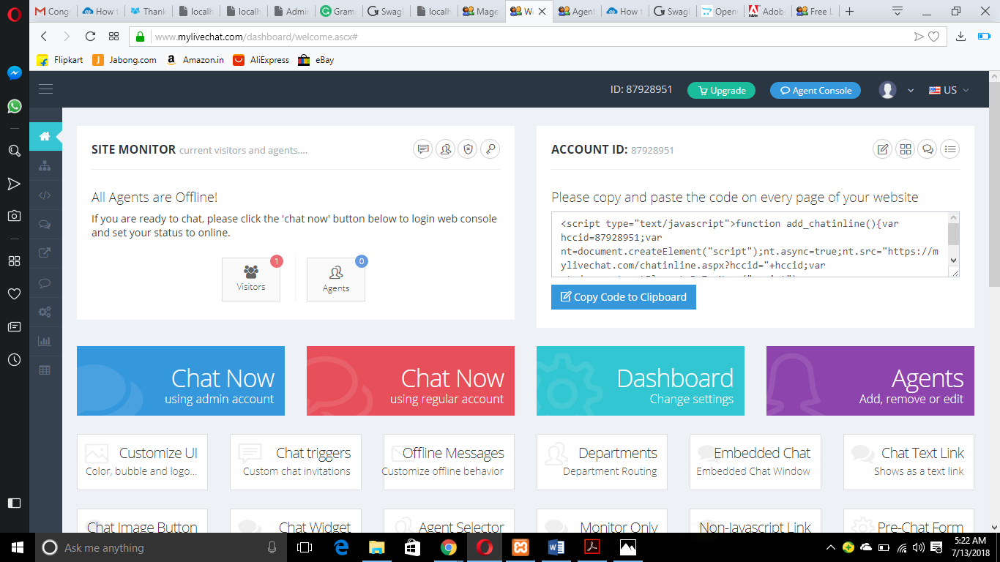 Congr
How t
Thank
localh
localh
Admi
Gram
Swagl
localh
Mage
We
Agent
How t
Swagl
Open
Adob
Free L
www.mylivechat.com/dashboard/welcome.ascx#
Flipkart
Jabong.com
Amazon.in
AliExpress
eBay
ID: 87928951
Upgrade
Agent Console
US
SITE MONITOR current visitors and agents....
All Agents are Offline!
If you are ready to chat, please click the 'chat now' button below to login web console
and set your status to online.
1
Visitors
0
Agents
ACCOUNT ID: 87928951
Please copy and paste the code on every page of your website
<script type="text/javascript">function add_chatinline(){var
hccid=87928951;var
nt=document.createElement("script");nt.async=true;nt.src="https://m
ylivechat.com/chatinline.aspx?hccid="+hccid;var
Copy Code to Clipboard
Chat Now
using admin account
Chat Now
using regular account
Dashboard
Change settings
Agents
Add, remove or edit
Customize UI
Color, bubble and logo...
Chat triggers
Custom chat invitations
Offline Messages
Customize offline behavior
Departments
Department Routing
Embedded Chat
Embedded Chat Window
Chat Text Link
Shows as a text link
Chat Image Button
Chat Widget
Agent Selector
Monitor Only
Non-Javascript Link
Pre-Chat Form
Ask me anything
5:22 AM
7/13/2018